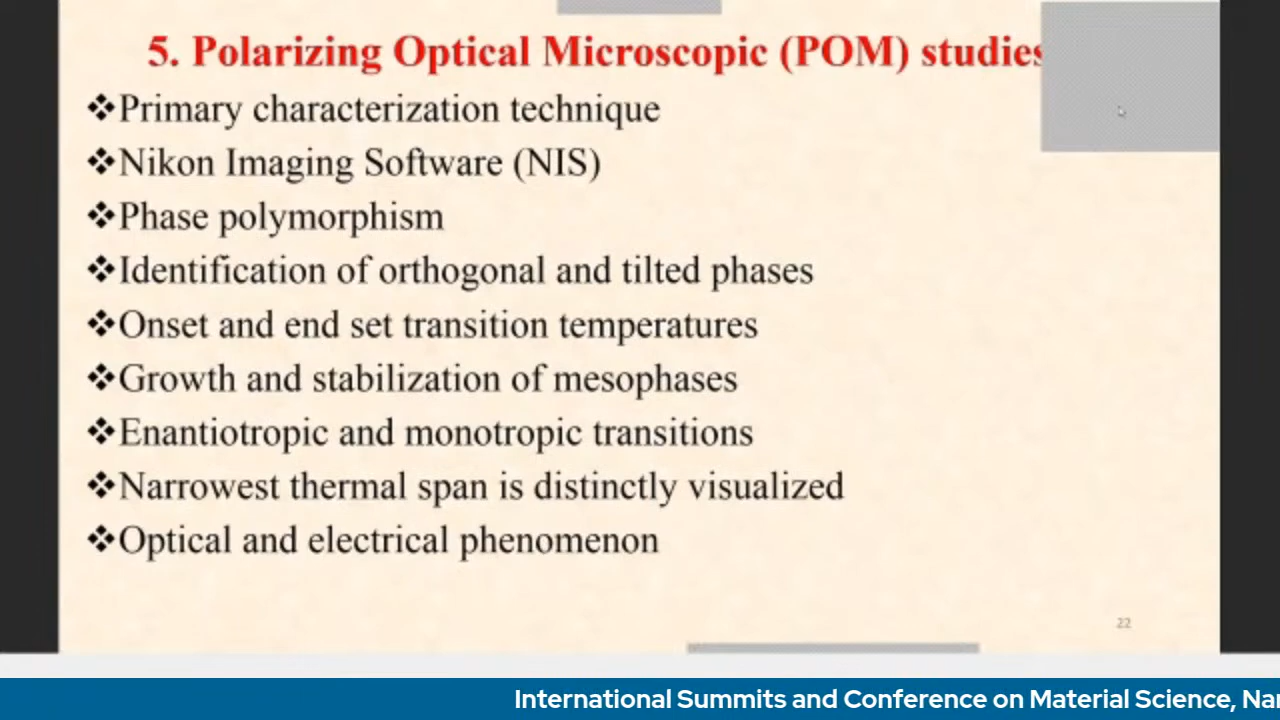 5. Polarizing Optical Microscopic (POM) studies
❖Primary characterization technique
❖Nikon Imaging Software (NIS)
❖Phase polymorphism
❖Identification of orthogonal and tilted phases
❖Onset and end set transition temperatures
❖Growth and stabilization of mesophases
❖Enantiotropic and monotropic transitions
❖Narrowest thermal span is distinctly visualized
❖Optical and electrical phenomenon
22
International Summits and Conference on Material Science,